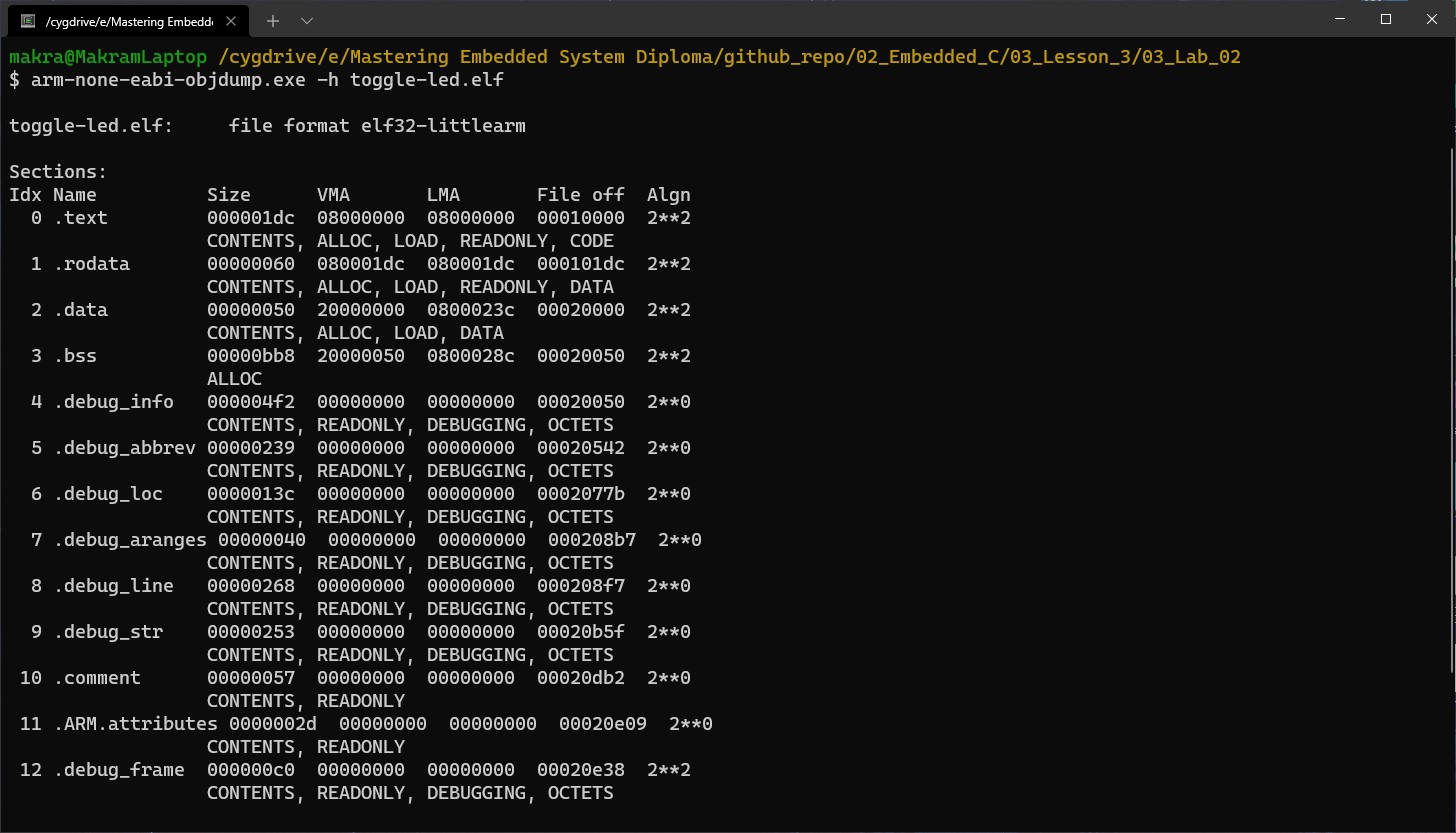 /cygdrive/e/Mastering Embedde
makra@MakramLaptop /cygdrive/e/Mastering Embedded System Diploma/github_repo/02_Embedded_C/03_Lesson_3/03_Lab_02
$ arm-none-eabi-objdump.exe -h toggle-led.elf
toggle-led.elf:     file format elf32-littlearm
Sections:
Idx Name          Size      VMA       LMA       File off  Algn
  0 .text         000001dc  08000000  08000000  00010000  2**2
                  CONTENTS, ALLOC, LOAD, READONLY, CODE
  1 .rodata       00000060  080001dc  080001dc  000101dc  2**2
                  CONTENTS, ALLOC, LOAD, READONLY, DATA
  2 .data         00000050  20000000  0800023c  00020000  2**2
                  CONTENTS, ALLOC, LOAD, DATA
  3 .bss          00000bb8  20000050  0800028c  00020050  2**2
                  ALLOC
  4 .debug_info   000004f2  00000000  00000000  00020050  2**0
                  CONTENTS, READONLY, DEBUGGING, OCTETS
  5 .debug_abbrev 00000239  00000000  00000000  00020542  2**0
                  CONTENTS, READONLY, DEBUGGING, OCTETS
  6 .debug_loc    0000013c  00000000  00000000  0002077b  2**0
                  CONTENTS, READONLY, DEBUGGING, OCTETS
  7 .debug_aranges 00000040  00000000  00000000  000208b7  2**0
                  CONTENTS, READONLY, DEBUGGING, OCTETS
  8 .debug_line   00000268  00000000  00000000  000208f7  2**0
                  CONTENTS, READONLY, DEBUGGING, OCTETS
  9 .debug_str    00000253  00000000  00000000  00020b5f  2**0
                  CONTENTS, READONLY, DEBUGGING, OCTETS
 10 .comment      00000057  00000000  00000000  00020db2  2**0
                  CONTENTS, READONLY
 11 .ARM.attributes 0000002d  00000000  00000000  00020e09  2**0
                  CONTENTS, READONLY
 12 .debug_frame  000000c0  00000000  00000000  00020e38  2**2
                  CONTENTS, READONLY, DEBUGGING, OCTETS